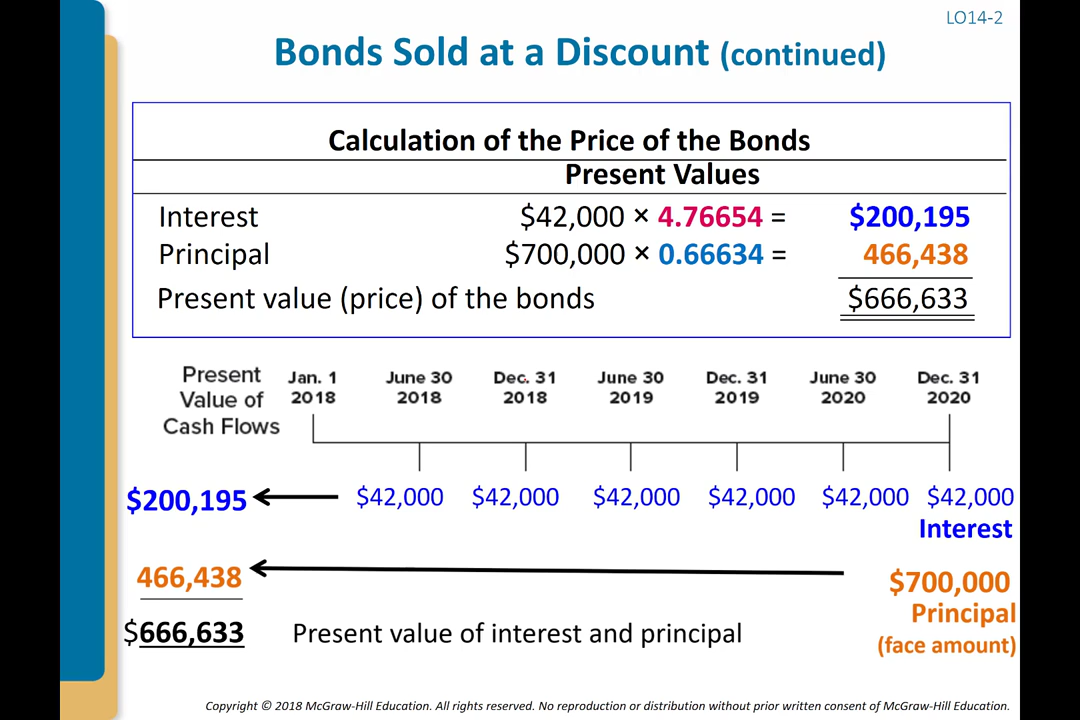 LO14-2
Bonds Sold at a Discount (continued)
Calculation of the Price of the Bonds
Present Values
Interest $42,000 × 4.76654 = $200,195
Principal $700,000 × 0.66634 = 466,438
Present value (price) of the bonds $666,633
Present Value of Cash Flows
Jan. 1 2018
June 30 2018
Dec. 31 2018
June 30 2019
Dec. 31 2019
June 30 2020
Dec. 31 2020
$200,195 $42,000 $42,000 $42,000 $42,000 $42,000 $42,000
Interest
466,438 $700,000
Principal
(face amount)
$666,633 Present value of interest and principal
Copyright © 2018 McGraw-Hill Education. All rights reserved. No reproduction or distribution without prior written consent of McGraw-Hill Education.